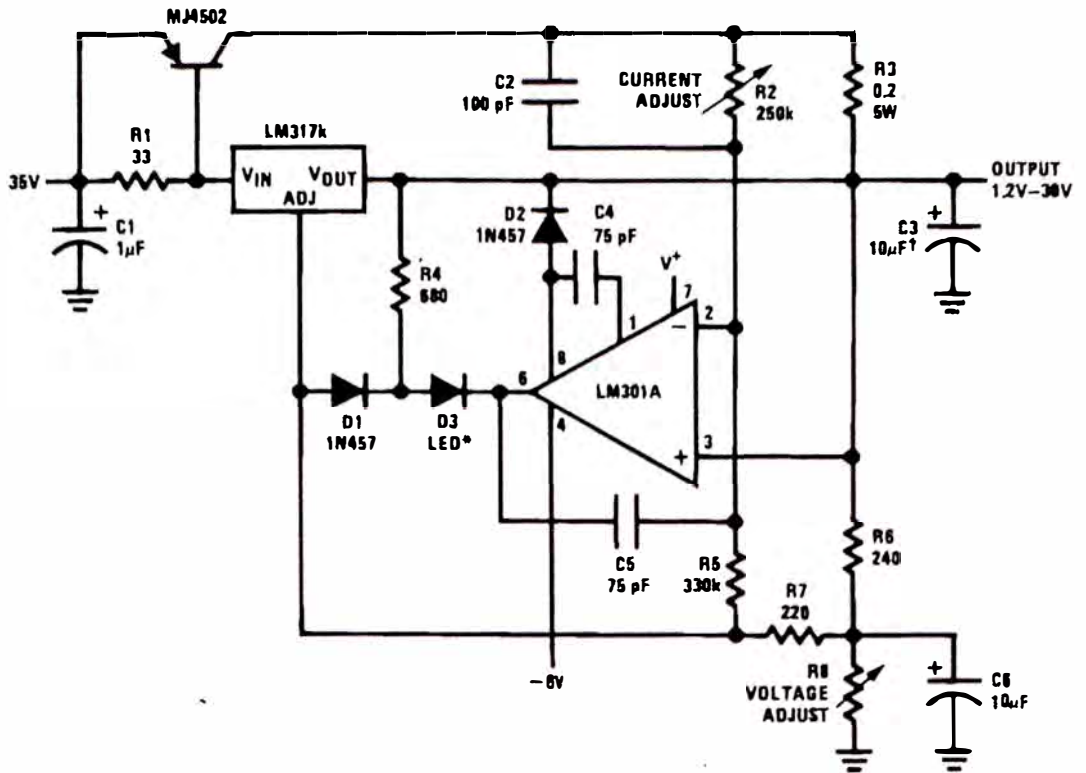 MJ4502
C2
100 pF
CURRENT
ADJUST
R2
250k
R3
0.2
5W
R1
33
LM317k
VIN
VOUT
ADJ
35V
OUTPUT
1.2V–30V
C1
1μF
+
D2
1N457
C4
75 pF
V+
+
C3
10μF†
R4
680
7
1
2
–
8
6
LM301A
4
D1
1N457
D3
LED*
+
3
C5
75 pF
R5
330k
R6
240
R7
220
–6V
R8
VOLTAGE
ADJUST
+
C6
10μF